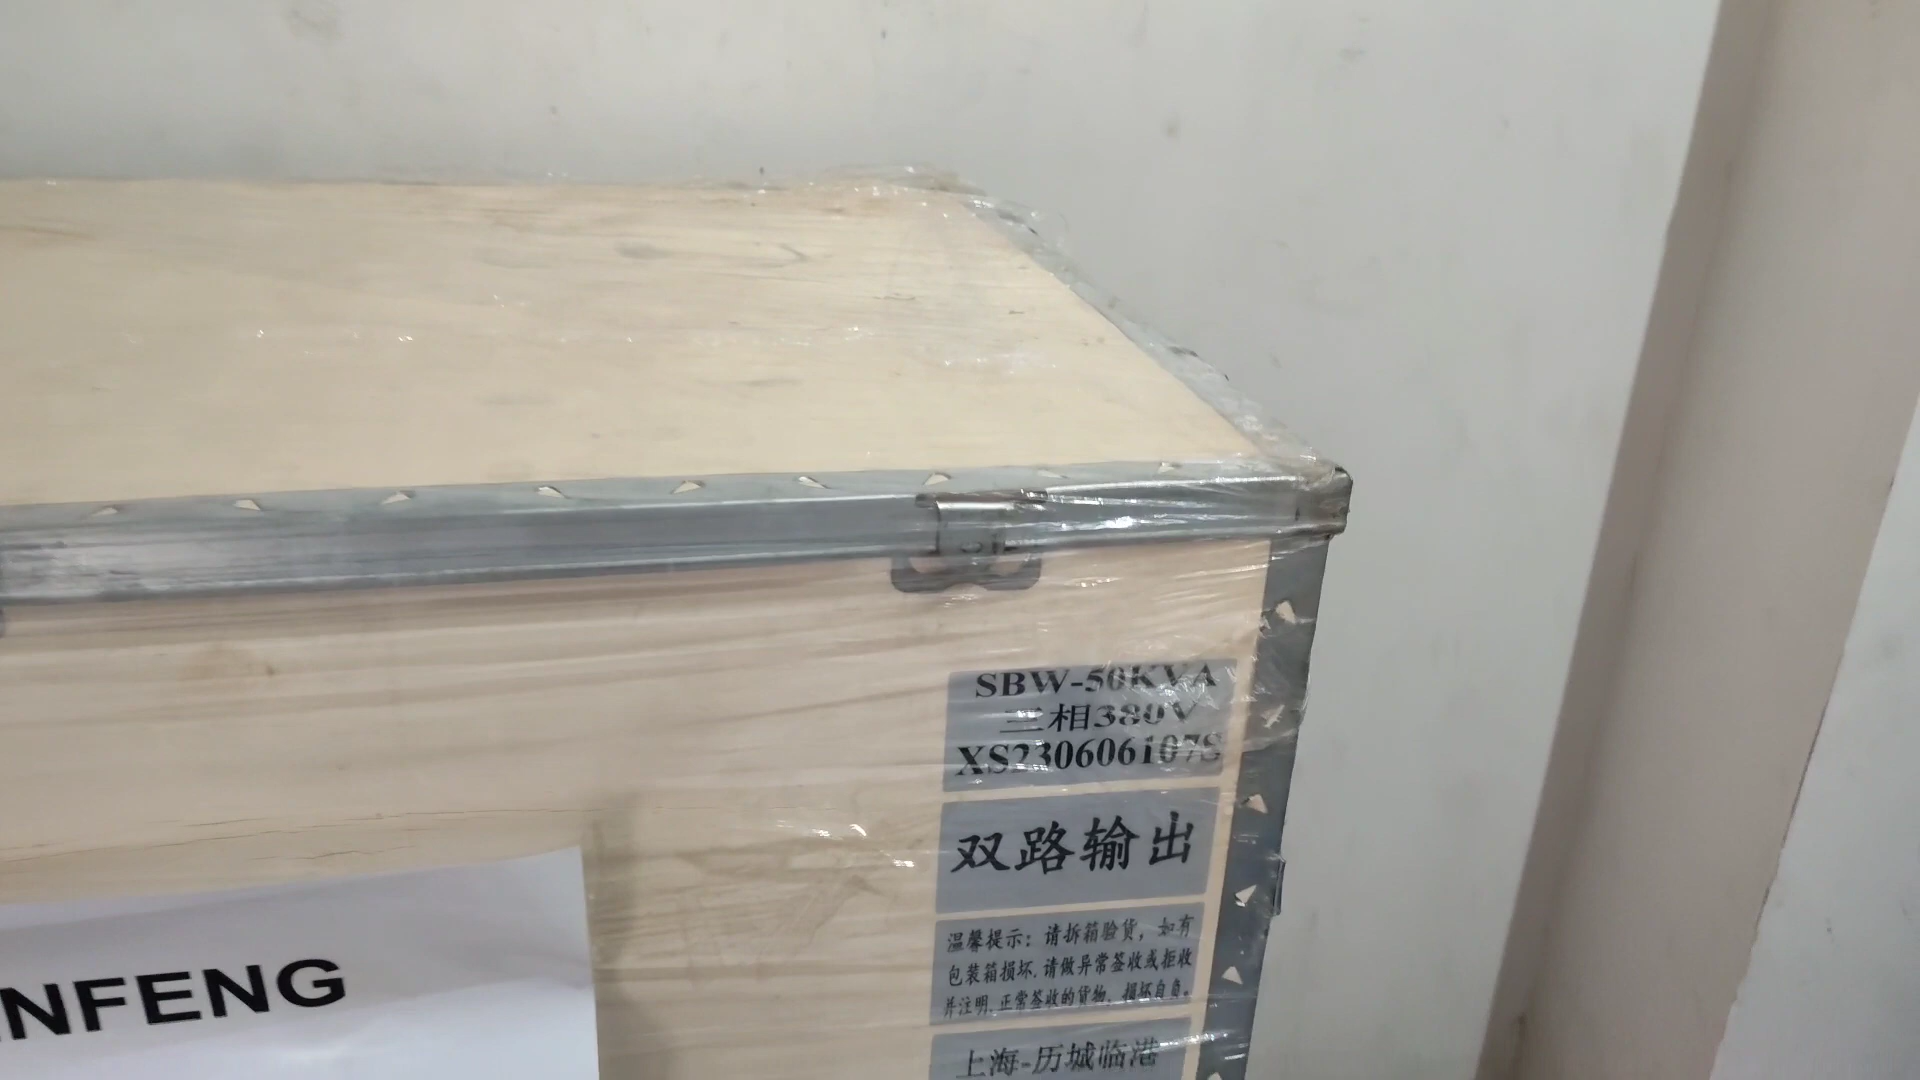 SBW-50KVA
三相380V
XS230606107S
双路输出
温馨提示：请拆箱验货，如有
包装箱损坏，请做异常签收或拒收
并注明，正常签收的货物，损坏自负。
上海-历城临港
NFENG